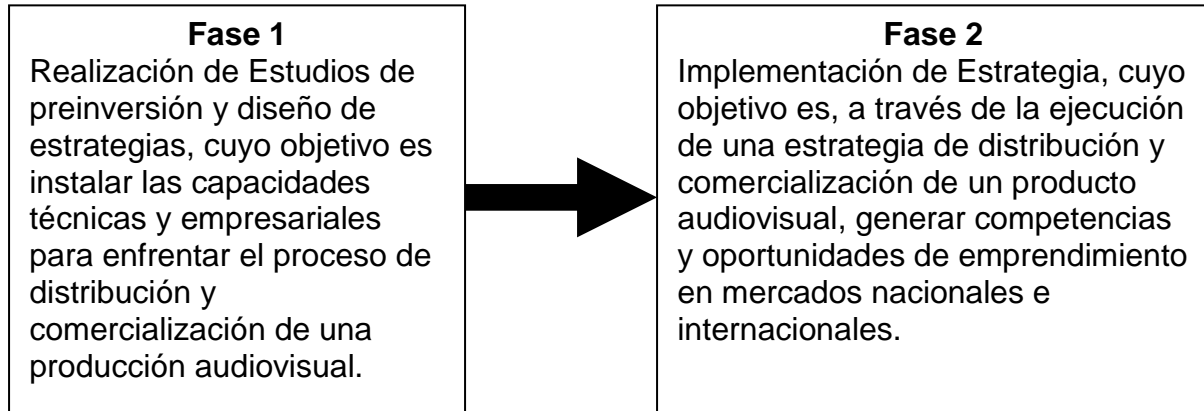 Fase 1
Realización de Estudios de
preinversión y diseño de
estrategias, cuyo objetivo es
instalar las capacidades
técnicas y empresariales
para enfrentar el proceso de
distribución y
comercialización de una
producción audiovisual.
Fase 2
Implementación de Estrategia, cuyo
objetivo es, a través de la ejecución
de una estrategia de distribución y
comercialización de un producto
audiovisual, generar competencias
y oportunidades de emprendimiento
en mercados nacionales e
internacionales.